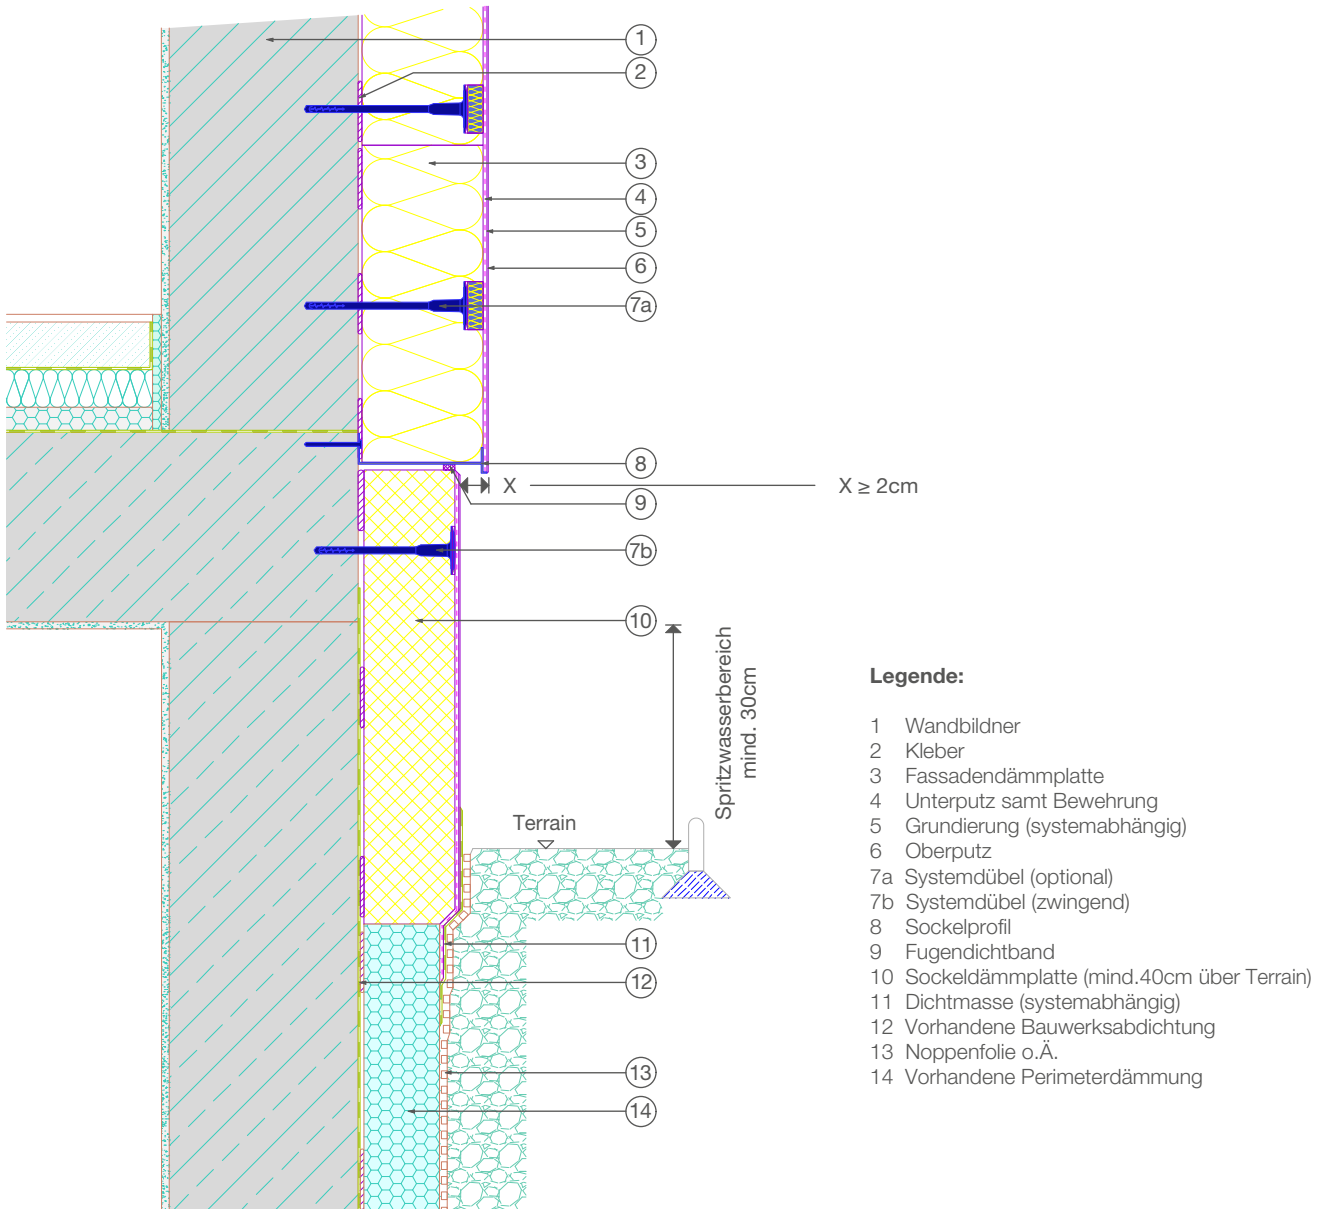 1
2
3
4
5
6
7a
8
X
X ≥ 2cm
9
7b
10
Spritzwasserbereich
mind. 30cm
Terrain
11
12
13
14
Legende:
1 Wandbildner
2 Kleber
3 Fassadendämmplatte
4 Unterputz samt Bewehrung
5 Grundierung (systemabhängig)
6 Oberputz
7a Systemdübel (optional)
7b Systemdübel (zwingend)
8 Sockelprofil
9 Fugendichtband
10 Sockeldämmplatte (mind.40cm über Terrain)
11 Dichtmasse (systemabhängig)
12 Vorhandene Bauwerksabdichtung
13 Noppenfolie o.Ä.
14 Vorhandene Perimeterdämmung